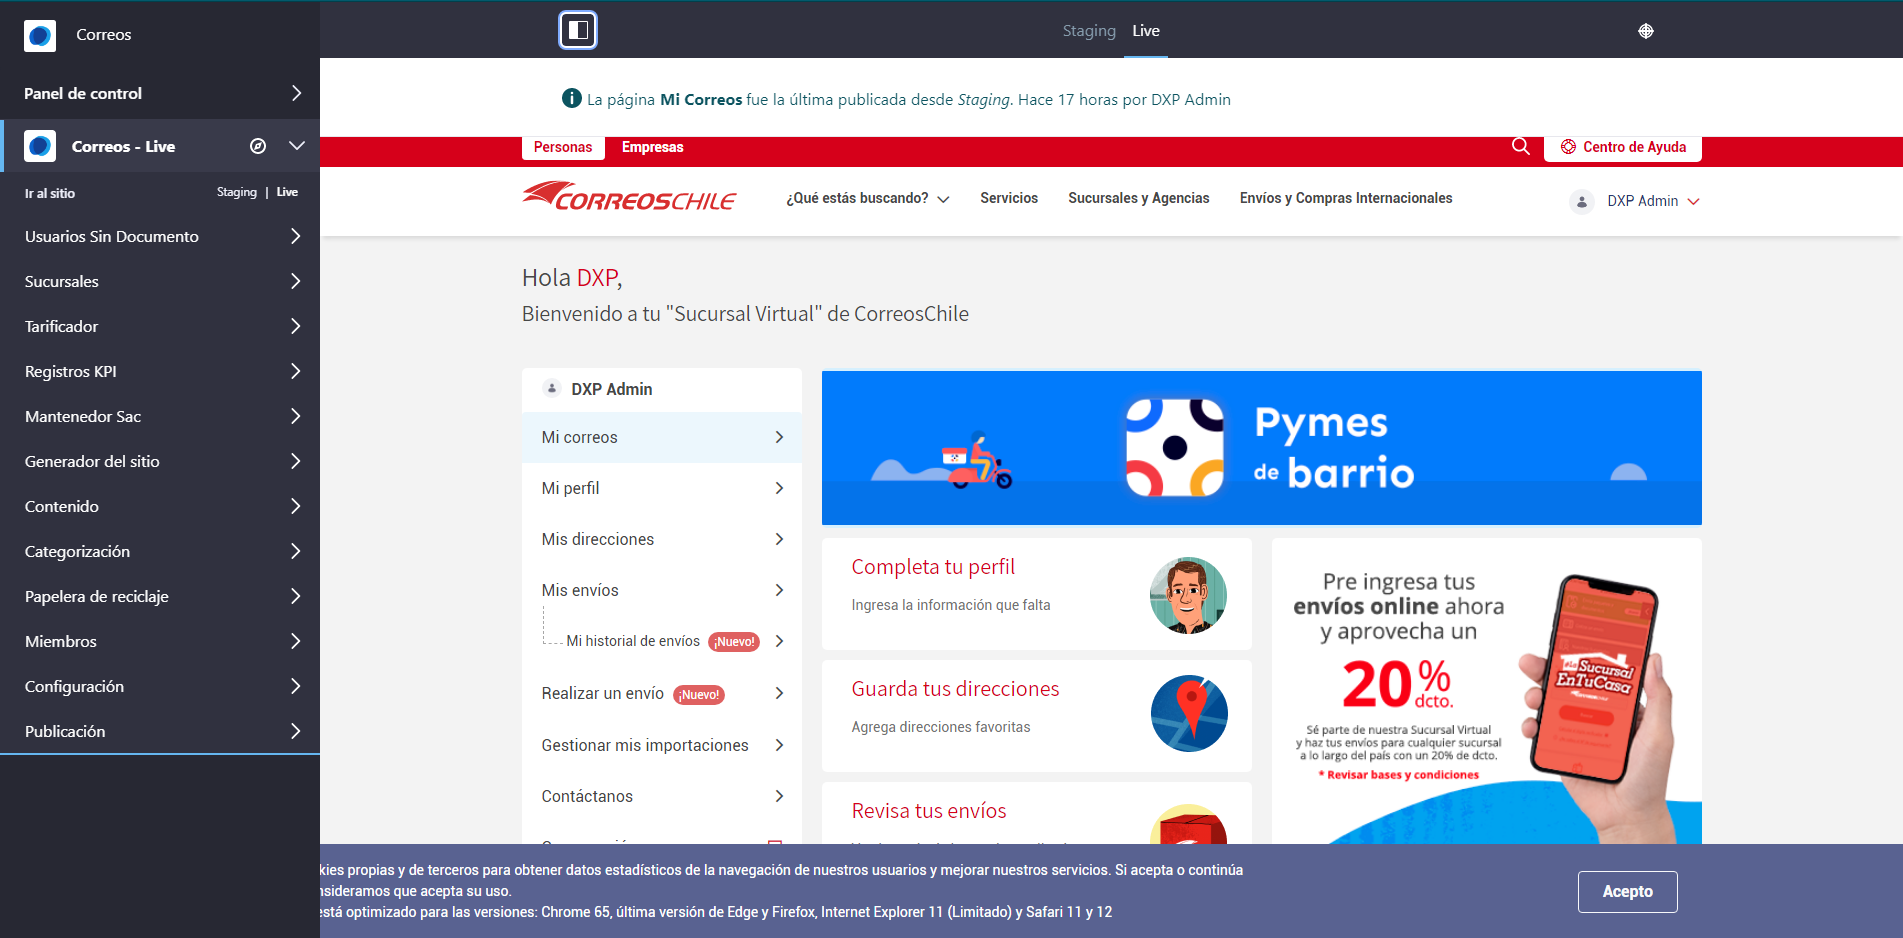 Correos
Panel de control
Correos - Live
Ir al sitio
Staging | Live
Usuarios Sin Documento
Sucursales
Tarificador
Registros KPI
Mantenedor Sac
Generador del sitio
Contenido
Categorización
Papelera de reciclaje
Miembros
Configuración
Publicación
Staging Live
La página Mi Correos fue la última publicada desde Staging. Hace 17 horas por DXP Admin
Personas Empresas
Centro de Ayuda
CORREOSCHILE
¿Qué estás buscando? Servicios Sucursales y Agencias Envíos y Compras Internacionales
DXP Admin
Hola DXP,
Bienvenido a tu "Sucursal Virtual" de CorreosChile
DXP Admin
Mi correos
Mi perfil
Mis direcciones
Mis envíos
Mi historial de envíos ¡Nuevo!
Realizar un envío ¡Nuevo!
Gestionar mis importaciones
Contáctanos
Pymes
de barrio
Completa tu perfil
Ingresa la información que falta
Guarda tus direcciones
Agrega direcciones favoritas
Revisa tus envíos
Pre ingresa tus
envíos online ahora
y aprovecha un
20%
dcto.
Sé parte de nuestra Sucursal Virtual
y haz tus envíos para cualquier sucursal
a lo largo del país con un 20% de dcto.
* Revisar bases y condiciones
Sucursal
EnTuCasa
kies propias y de terceros para obtener datos estadísticos de la navegación de nuestros usuarios y mejorar nuestros servicios. Si acepta o continúa
nsideramos que acepta su uso.
está optimizado para las versiones: Chrome 65, última versión de Edge y Firefox, Internet Explorer 11 (Limitado) y Safari 11 y 12
Acepto